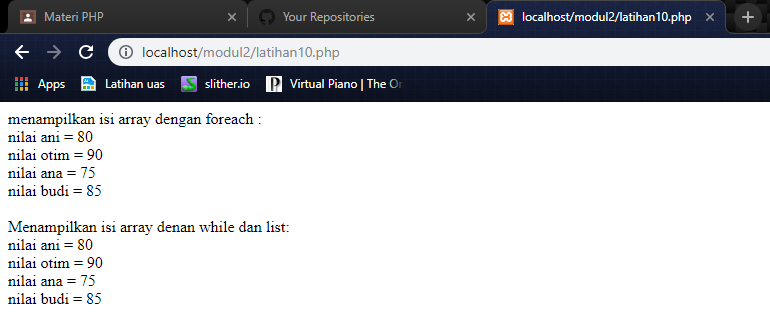 Materi PHP
Your Repositories
localhost/modul2/latihan10.php
localhost/modul2/latihan10.php
Apps
Latihan uas
slither.io
Virtual Piano | The On
menampilkan isi array dengan foreach :
nilai ani = 80
nilai otim = 90
nilai ana = 75
nilai budi = 85
Menampilkan isi array denan while dan list:
nilai ani = 80
nilai otim = 90
nilai ana = 75
nilai budi = 85